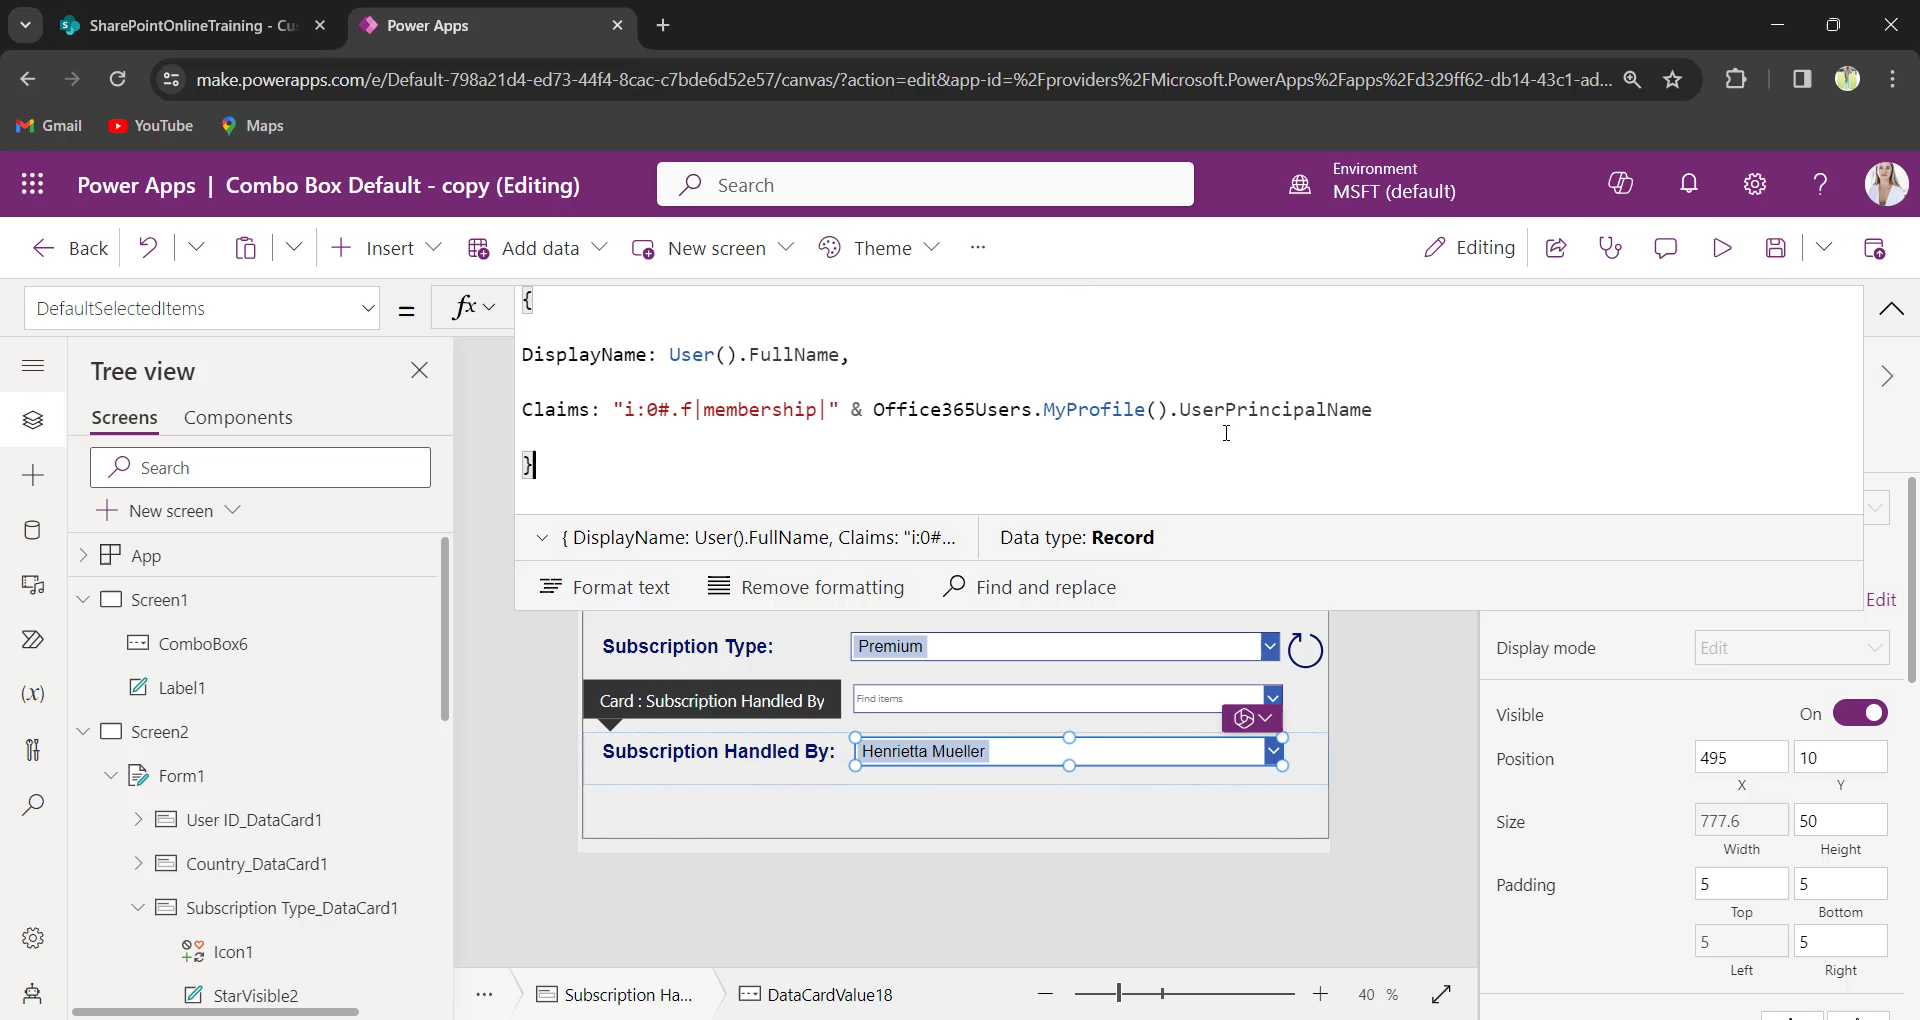 SharePointOnlineTraining - Cu
Power Apps
make.powerapps.com/e/Default-798a21d4-ed73-44f4-8cac-c7bde6d52e57/canvas/?action=edit&app-id=%2Fproviders%2FMicrosoft.PowerApps%2Fapps%2Fd329ff62-db14-43c1-ad...
Gmail
YouTube
Maps
Power Apps | Combo Box Default - copy (Editing)
Search
Environment
MSFT (default)
Back
Insert
Add data
New screen
Theme
...
Editing
DefaultSelectedItems
=
fx
{
DisplayName: User().FullName,
Claims: "i:0#.f|membership|" & Office365Users.MyProfile().UserPrincipalName
}
{ DisplayName: User().FullName, Claims: "i:0#...
Data type: Record
Format text
Remove formatting
Find and replace
Tree view
Screens
Components
Search
New screen
App
Screen1
ComboBox6
Label1
Screen2
Form1
User ID_DataCard1
Country_DataCard1
Subscription Type_DataCard1
Icon1
StarVisible2
Subscription Type:
Premium
Card : Subscription Handled By
Find items
Subscription Handled By:
Henrietta Mueller
...
Subscription Ha...
DataCardValue18
40 %
Edit
Display mode
Edit
Visible
On
Position
495
10
X
Y
Size
777.6
50
Width
Height
Padding
5
5
Top
Bottom
5
5
Left
Right